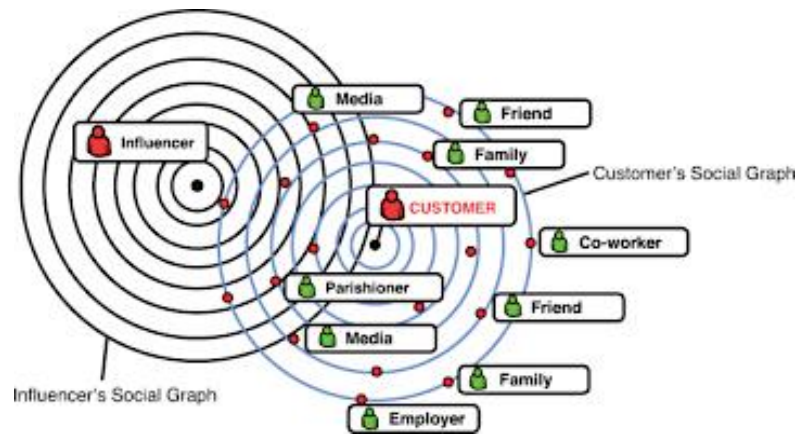 Media
Friend
Influencer
Family
Customer's Social Graph
CUSTOMER
Co-worker
Parishioner
Friend
Media
Family
Influencer's Social Graph
Employer